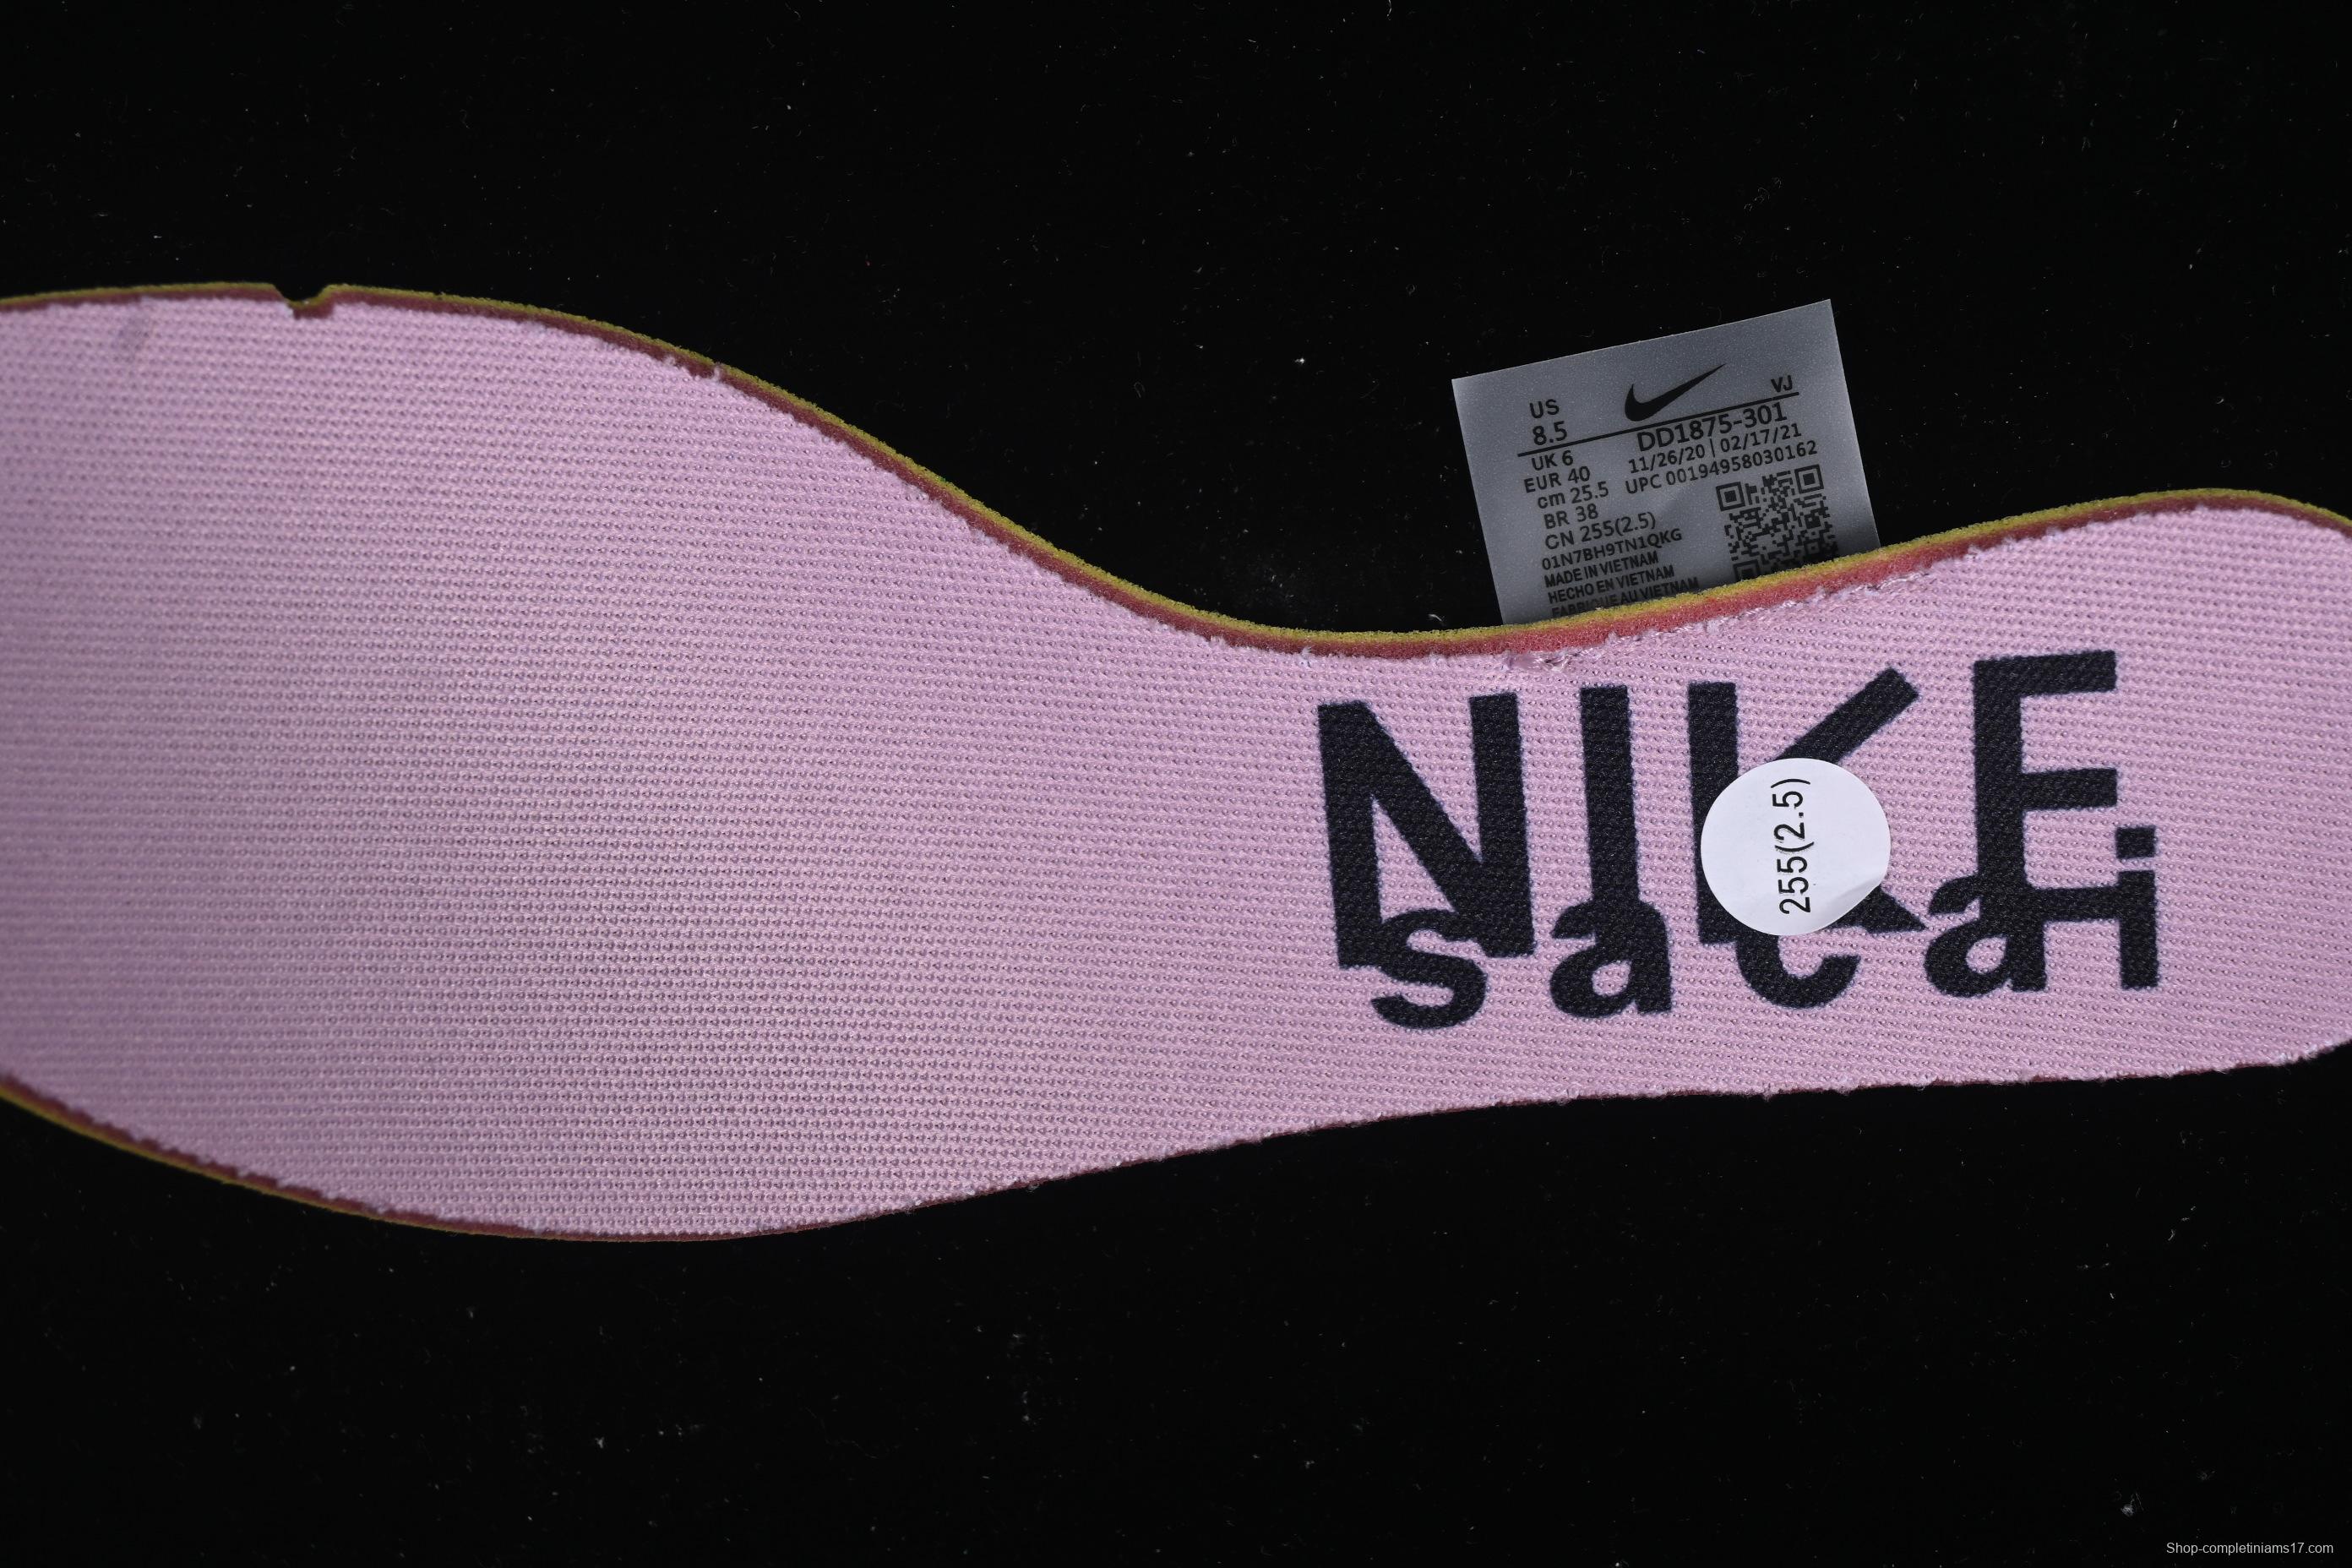 US
8.5
UK 6
EUR 40
cm 25.5
BR 38
CN 255(2.5)
01N7BH9TN1QKG
MADE IN VIETNAM
HECHO EN VIETNAM
FABRIQUE AU VIETNAM
VJ
DD1875-301
11/26/20 | 02/17/21
UPC 00194958030162
NIKE
sacai
255(2.5)
Shop-completiniams17.com